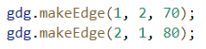 gdg.makeEdge(1, 2, 70);
gdg.makeEdge(2, 1, 80);